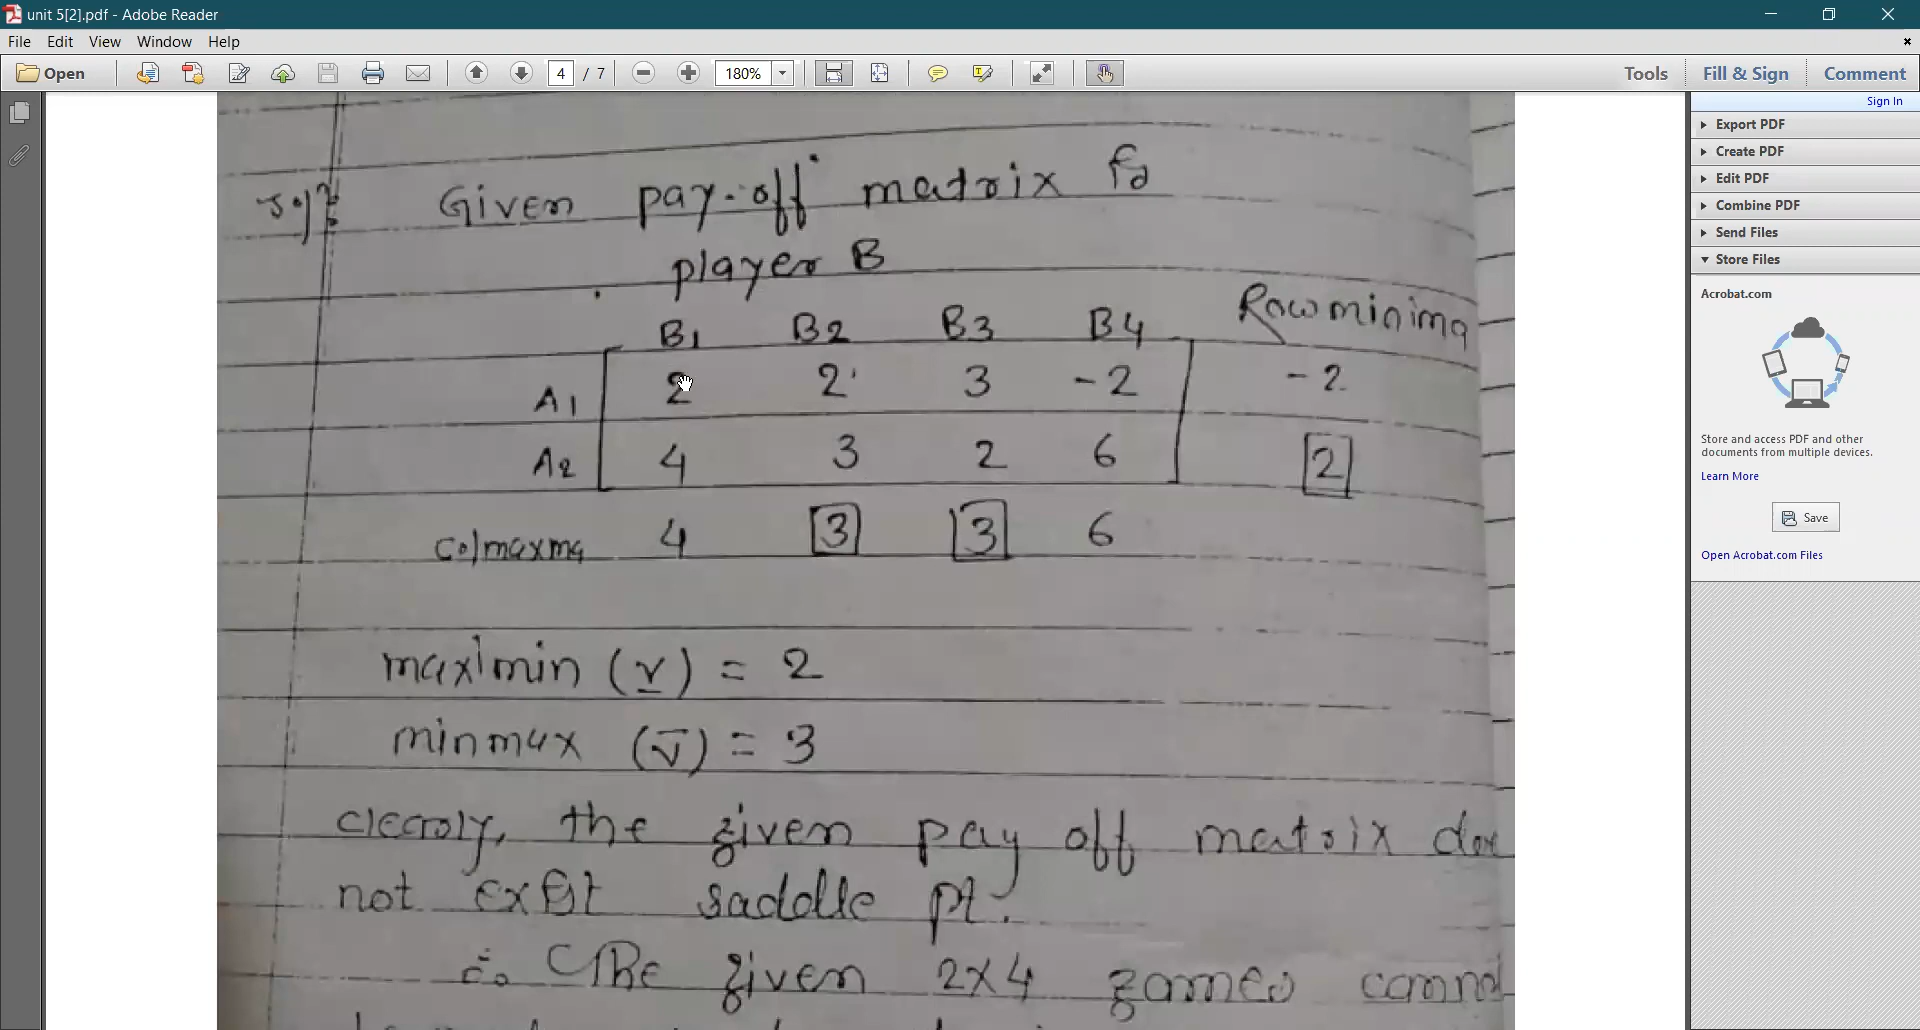 unit 5[2].pdf - Adobe Reader
File Edit View Window Help
Open 4 / 7 180% Tools Fill & Sign Comment
Sign In
Export PDF
Create PDF
Edit PDF
Combine PDF
Send Files
Store Files
Acrobat.com
Store and access PDF and other
documents from multiple devices.
Learn More
Save
Open Acrobat.com Files
Given pay-off matrix
player B
B1 B2 B3 B4 Row minima
A1 2 2 3 -2 -2
A2 4 3 2 6 2
colmaxma 4 3 3 6
maximin (v) = 2
minmax (v̅) = 3
clearly, the given pay off matrix
not exist saddle pt.
The given 2x4 games